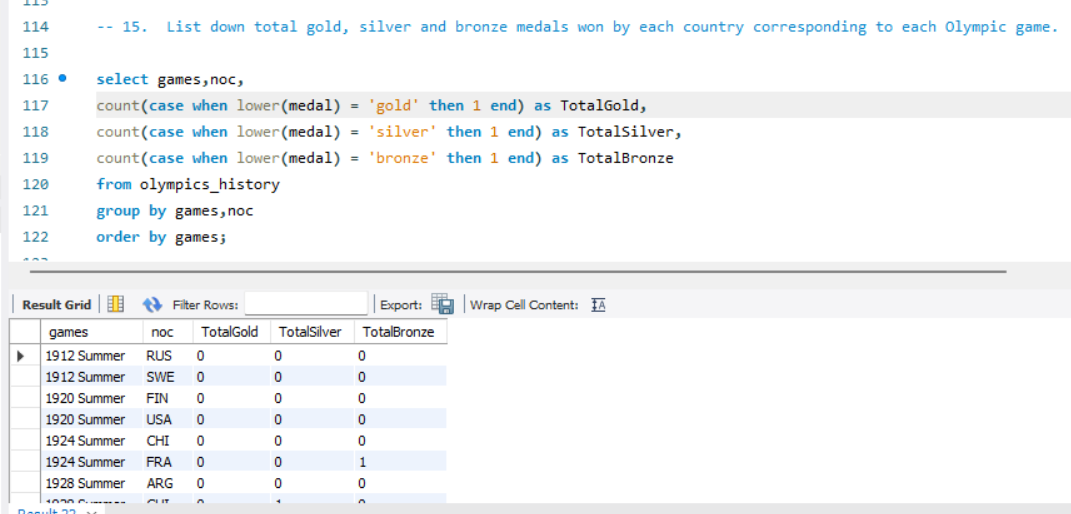 114 -- 15.  List down total gold, silver and bronze medals won by each country corresponding to each Olympic game.
115
116 select games,noc,
117 count(case when lower(medal) = 'gold' then 1 end) as TotalGold,
118 count(case when lower(medal) = 'silver' then 1 end) as TotalSilver,
119 count(case when lower(medal) = 'bronze' then 1 end) as TotalBronze
120 from olympics_history
121 group by games,noc
122 order by games;
Result Grid Filter Rows: Export: Wrap Cell Content: IA
games noc TotalGold TotalSilver TotalBronze
1912 Summer RUS 0 0 0
1912 Summer SWE 0 0 0
1920 Summer FIN 0 0 0
1920 Summer USA 0 0 0
1924 Summer CHI 0 0 0
1924 Summer FRA 0 0 1
1928 Summer ARG 0 0 0